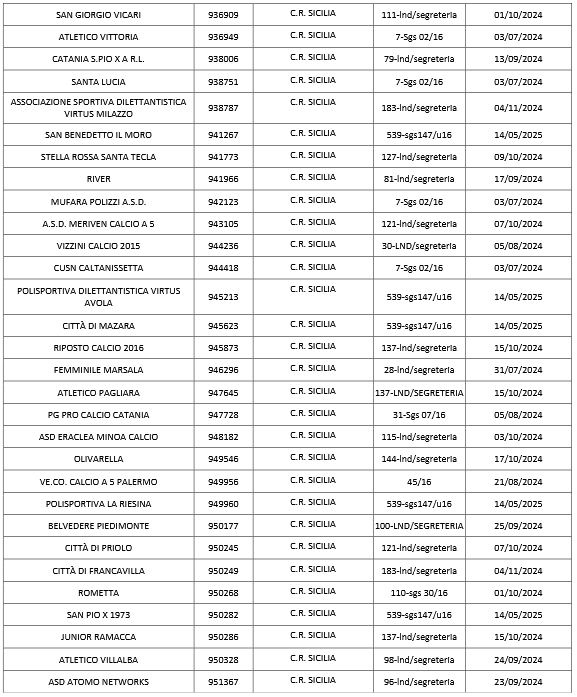 SAN GIORGIO VICARI 936909 C.R. SICILIA 111-lnd/segreteria 01/10/2024
ATLETICO VITTORIA 936949 C.R. SICILIA 7-Sgs 02/16 03/07/2024
CATANIA S.PIO X A R.L. 938006 C.R. SICILIA 79-lnd/segreteria 13/09/2024
SANTA LUCIA 938751 C.R. SICILIA 7-Sgs 02/16 03/07/2024
ASSOCIAZIONE SPORTIVA DILETTANTISTICA
VIRTUS MILAZZO 938787 C.R. SICILIA 183-lnd/segreteria 04/11/2024
SAN BENEDETTO IL MORO 941267 C.R. SICILIA 539-sgs147/u16 14/05/2025
STELLA ROSSA SANTA TECLA 941773 C.R. SICILIA 127-lnd/segreteria 09/10/2024
RIVER 941966 C.R. SICILIA 81-lnd/segreteria 17/09/2024
MUFARA POLIZZI A.S.D. 942123 C.R. SICILIA 7-Sgs 02/16 03/07/2024
A.S.D. MERIVEN CALCIO A 5 943105 C.R. SICILIA 121-lnd/segreteria 07/10/2024
VIZZINI CALCIO 2015 944236 C.R. SICILIA 30-LND/segreteria 05/08/2024
CUSN CALTANISSETTA 944418 C.R. SICILIA 7-Sgs 02/16 03/07/2024
POLISPORTIVA DILETTANTISTICA VIRTUS
AVOLA 945213 C.R. SICILIA 539-sgs147/u16 14/05/2025
CITTÀ DI MAZARA 945623 C.R. SICILIA 539-sgs147/u16 14/05/2025
RIPOSTO CALCIO 2016 945873 C.R. SICILIA 137-lnd/segreteria 15/10/2024
FEMMINILE MARSALA 946296 C.R. SICILIA 28-lnd/segreteria 31/07/2024
ATLETICO PAGLIARA 947645 C.R. SICILIA 137-LND/SEGRETERIA 15/10/2024
PG PRO CALCIO CATANIA 947728 C.R. SICILIA 31-Sgs 07/16 05/08/2024
ASD ERACLEA MINOA CALCIO 948182 C.R. SICILIA 115-lnd/segreteria 03/10/2024
OLIVARELLA 949546 C.R. SICILIA 144-lnd/segreteria 17/10/2024
VE.CO. CALCIO A 5 PALERMO 949956 C.R. SICILIA 45/16 21/08/2024
POLISPORTIVA LA RIESINA 949960 C.R. SICILIA 539-sgs147/u16 14/05/2025
BELVEDERE PIEDIMONTE 950177 C.R. SICILIA 100-LND/SEGRETERIA 25/09/2024
CITTÀ DI PRIOLO 950245 C.R. SICILIA 121-lnd/segreteria 07/10/2024
CITTÀ DI FRANCAVILLA 950249 C.R. SICILIA 183-lnd/segreteria 04/11/2024
ROMETTA 950268 C.R. SICILIA 110-sgs 30/16 01/10/2024
SAN PIO X 1973 950282 C.R. SICILIA 539-sgs147/u16 14/05/2025
JUNIOR RAMACCA 950286 C.R. SICILIA 137-lnd/segreteria 15/10/2024
ATLETICO VILLALBA 950328 C.R. SICILIA 98-lnd/segreteria 24/09/2024
ASD ATOMO NETWORKS 951367 C.R. SICILIA 96-lnd/segreteria 23/09/2024